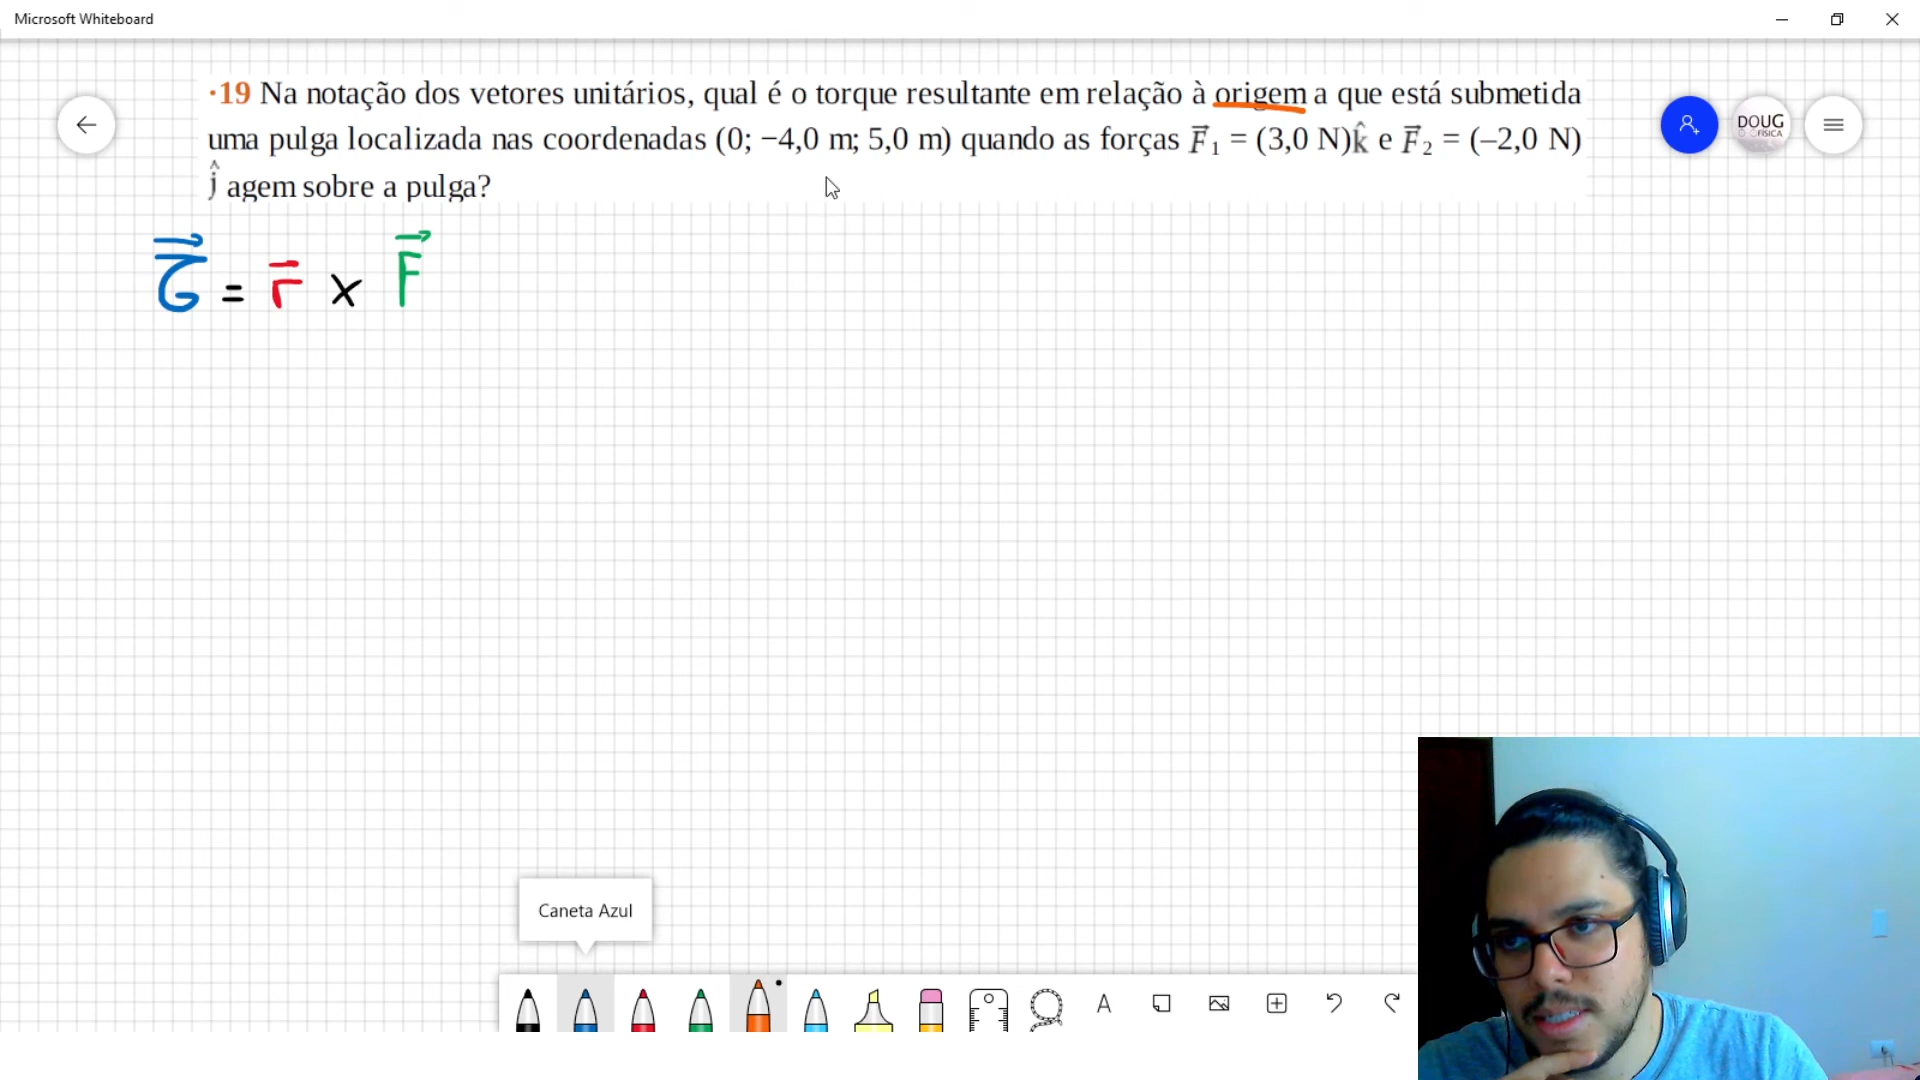 Microsoft Whiteboard
·19 Na notação dos vetores unitários, qual é o torque resultante em relação à origem a que está submetida
uma pulga localizada nas coordenadas (0; −4,0 m; 5,0 m) quando as forças F⃗₁ = (3,0 N)k̂ e F⃗₂ = (–2,0 N)
ĵ agem sobre a pulga?
DOUG
FÍSICA
τ⃗ = r⃗ × F⃗
Caneta Azul
A